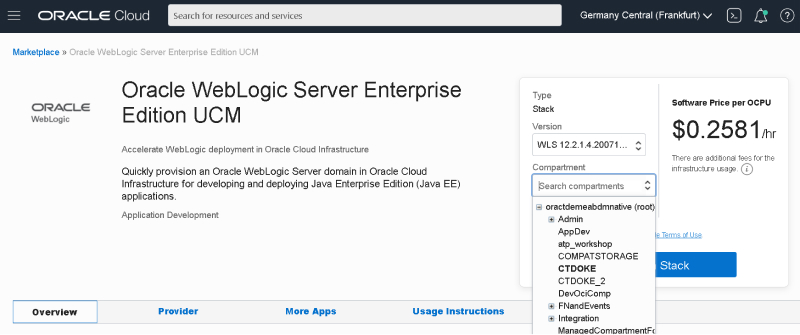 ORACLE Cloud
Search for resources and services
Germany Central (Frankfurt)
Marketplace » Oracle WebLogic Server Enterprise Edition UCM
ORACLE
WebLogic
Oracle WebLogic Server Enterprise
Edition UCM
Accelerate WebLogic deployment in Oracle Cloud Infrastructure
Quickly provision an Oracle WebLogic Server domain in Oracle Cloud
Infrastructure for developing and deploying Java Enterprise Edition (Java EE)
applications.
Application Development
Type
Stack
Version
WLS 12.2.1.4.20071...
Compartment
Search compartments
oractdemeabdmnative (root)
Admin
AppDev
atp_workshop
COMPATSTORAGE
CTDOKE
CTDOKE_2
DevOciComp
FNandEvents
Integration
ManagedCompartmentFo
Software Price per OCPU
$0.2581/hr
There are additional fees for the
infrastructure usage.
Terms of Use
Stack
Overview
Provider
More Apps
Usage Instructions